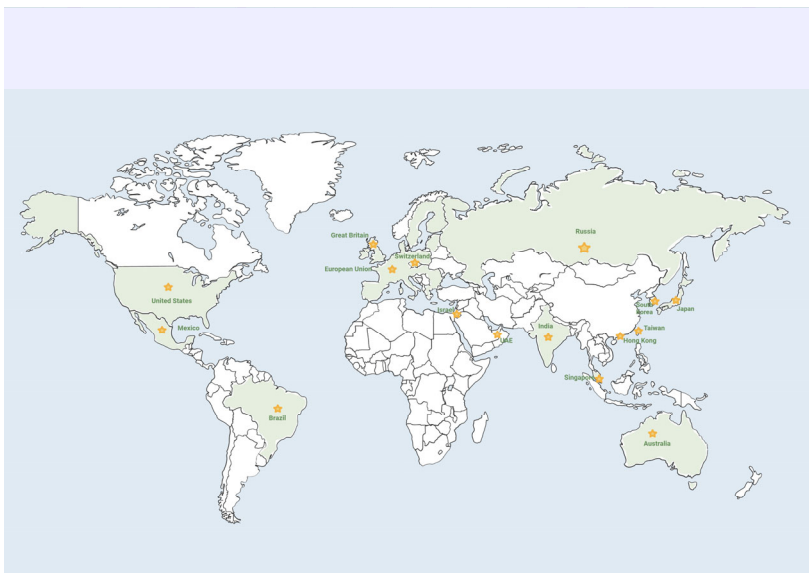 Russia
Great Britain
Switzerland
European Union
United States
Mexico
Israel
UAE
India
South
Korea
Japan
Taiwan
Hong Kong
Singapore
Brazil
Australia